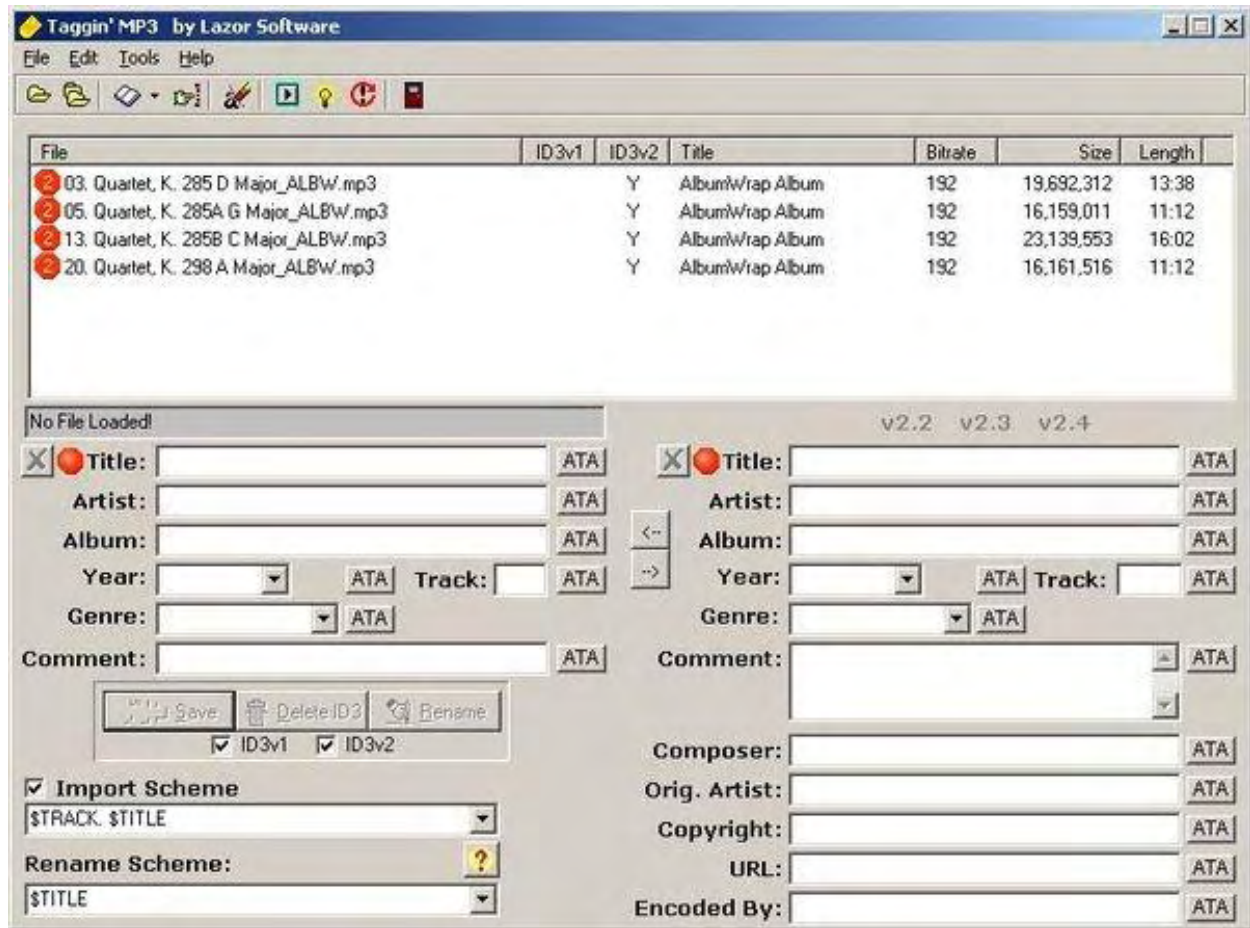 Taggin' MP3 by Lazor Software
File Edit Tools Help
File ID3v1 ID3v2 Title Bitrate Size Length
2 03. Quartet, K. 285 D Major_ALBW.mp3 Y AlbumWrap Album 192 19,692,312 13:38
2 05. Quartet, K. 285A G Major_ALBW.mp3 Y AlbumWrap Album 192 16,159,011 11:12
2 13. Quartet, K. 285B C Major_ALBW.mp3 Y AlbumWrap Album 192 23,139,553 16:02
2 20. Quartet, K. 298 A Major_ALBW.mp3 Y AlbumWrap Album 192 16,161,516 11:12
No File Loaded! v2.2 v2.3 v2.4
X Title: ATA X Title: ATA
Artist: ATA Artist: ATA
Album: ATA <-- Album: ATA
Year: ATA Track: ATA --> Year: ATA Track: ATA
Genre: ATA Genre: ATA
Comment: ATA Comment: ATA
Save Delete ID3 Rename
ID3v1 ID3v2
Composer: ATA
Import Scheme Orig. Artist: ATA
$TRACK. $TITLE Copyright: ATA
Rename Scheme: ? URL: ATA
$TITLE Encoded By: ATA